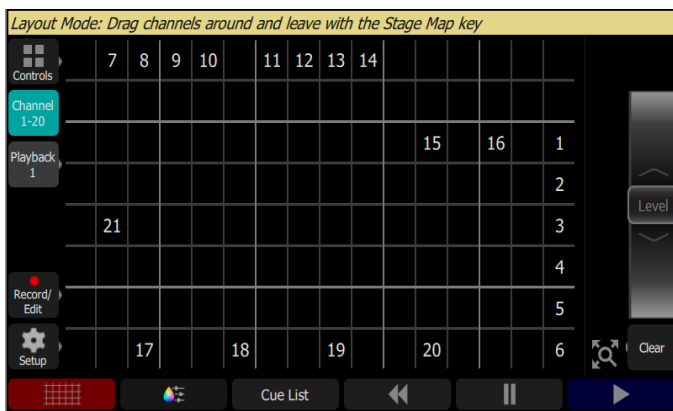 Layout Mode: Drag channels around and leave with the Stage Map key
Controls
7 8 9 10 11 12 13 14
Channel
1-20
15 16 1
Playback
1
2
Level
21 3
4
Record/
Edit
5
Setup
17 18 19 20 6
Clear
Cue List